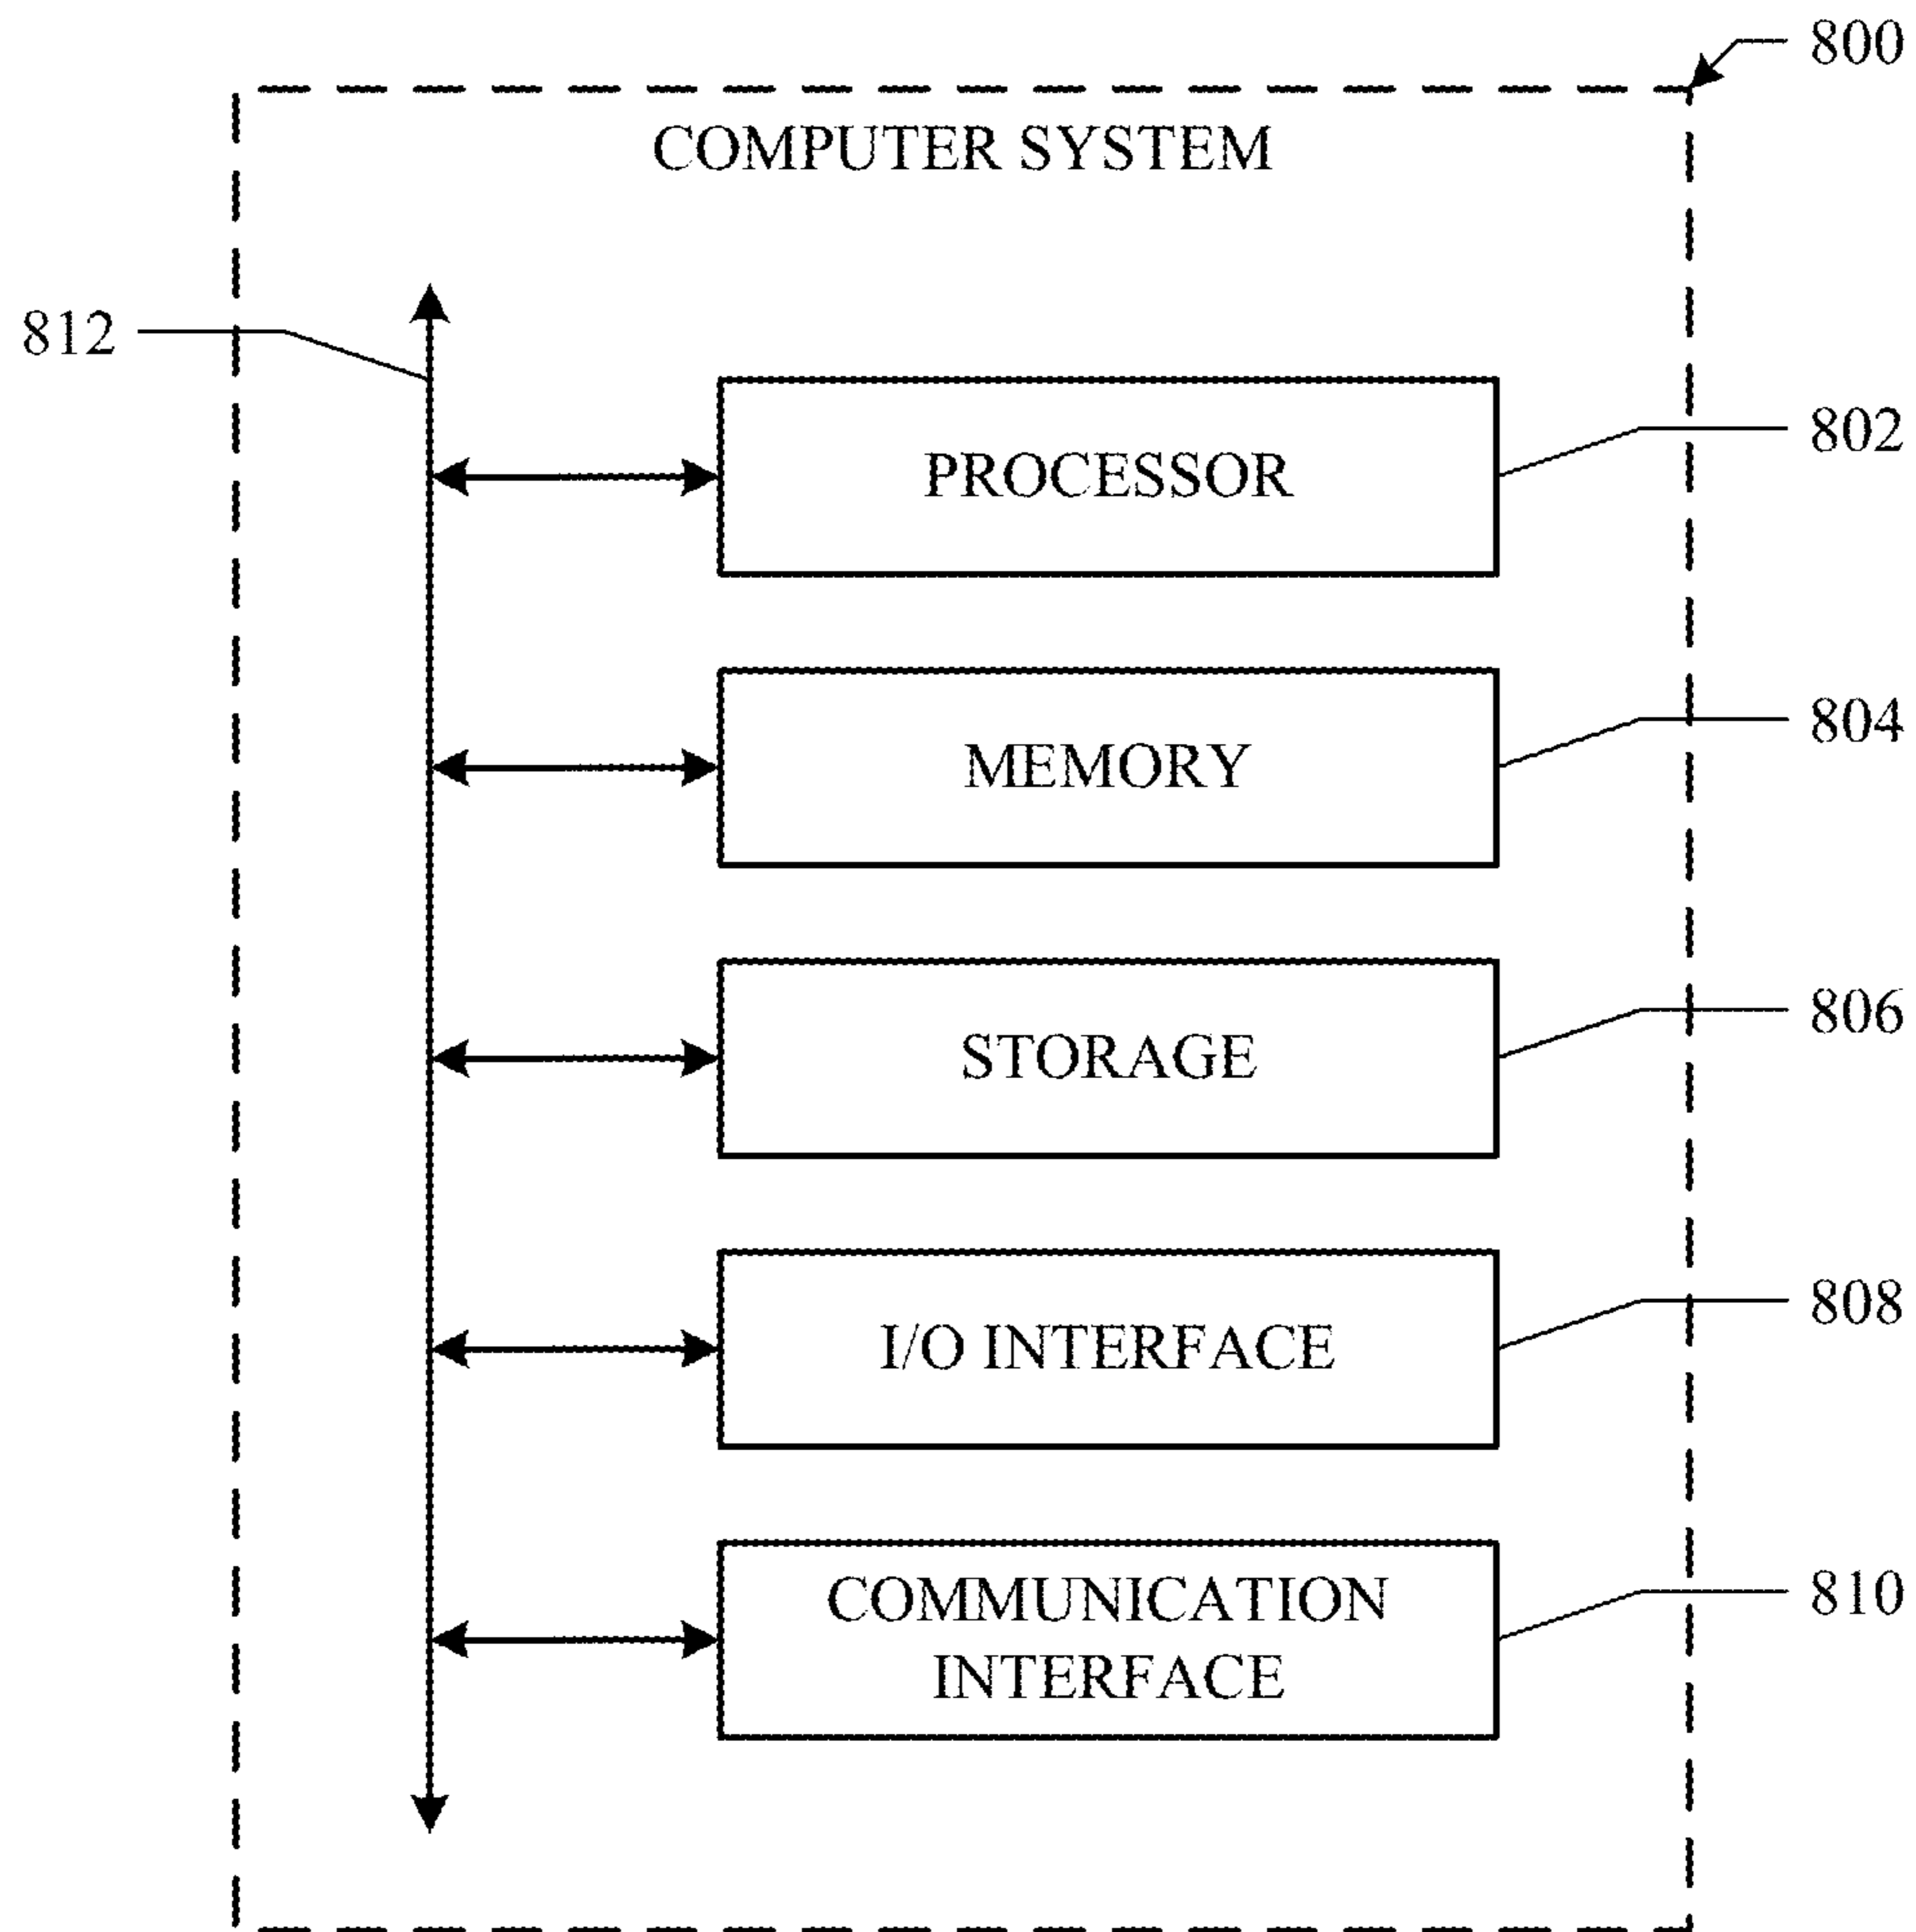 800
COMPUTER SYSTEM
812
PROCESSOR
802
MEMORY
804
STORAGE
806
I/O INTERFACE
808
COMMUNICATION
INTERFACE
810